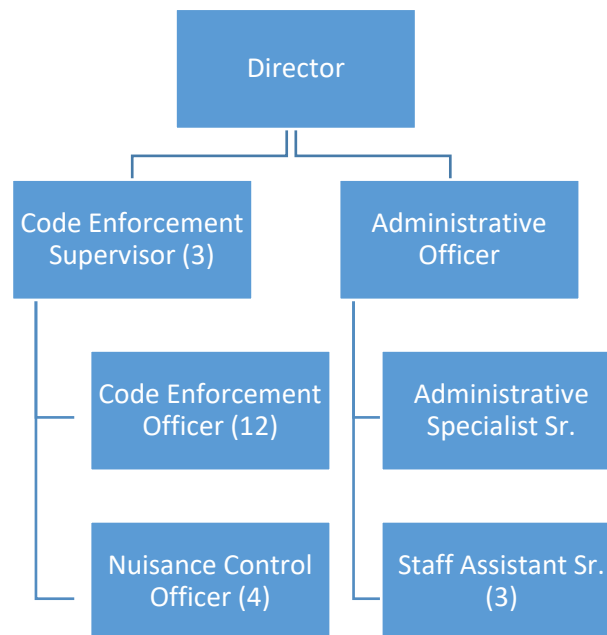 Director
Code Enforcement
Supervisor (3)
Administrative
Officer
Code Enforcement
Officer (12)
Administrative
Specialist Sr.
Nuisance Control
Officer (4)
Staff Assistant Sr.
(3)